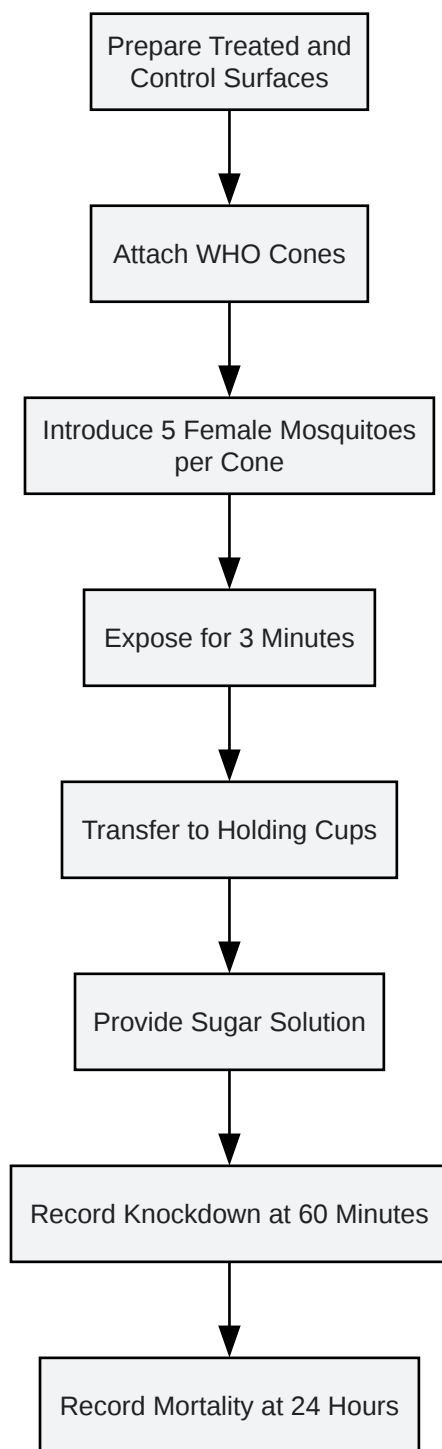 Prepare Treated and
Control Surfaces
Attach WHO Cones
Introduce 5 Female Mosquitoes
per Cone
Expose for 3 Minutes
Transfer to Holding Cups
Provide Sugar Solution
Record Knockdown at 60 Minutes
Record Mortality at 24 Hours